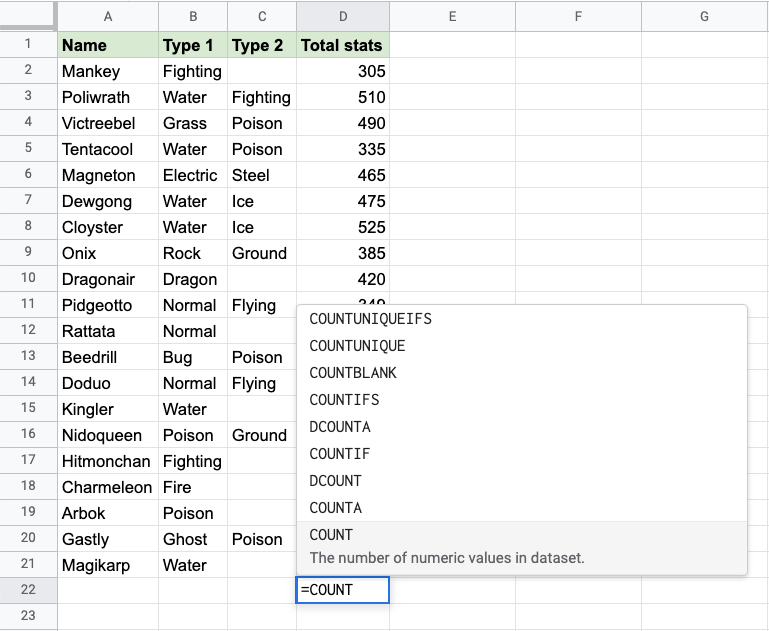 A B C D E F G
1 Name Type 1 Type 2 Total stats
2 Mankey Fighting 305
3 Poliwrath Water Fighting 510
4 Victreebel Grass Poison 490
5 Tentacool Water Poison 335
6 Magneton Electric Steel 465
7 Dewgong Water Ice 475
8 Cloyster Water Ice 525
9 Onix Rock Ground 385
10 Dragonair Dragon 420
11 Pidgeotto Normal Flying
COUNTUNIQUEIFS
12 Rattata Normal
COUNTUNIQUE
13 Beedrill Bug Poison
COUNTBLANK
14 Doduo Normal Flying
COUNTIFS
15 Kingler Water
DCOUNTA
16 Nidoqueen Poison Ground
COUNTIF
17 Hitmonchan Fighting
DCOUNT
18 Charmeleon Fire
COUNTA
19 Arbok Poison
COUNT
20 Gastly Ghost Poison
The number of numeric values in dataset.
21 Magikarp Water
22 =COUNT
23